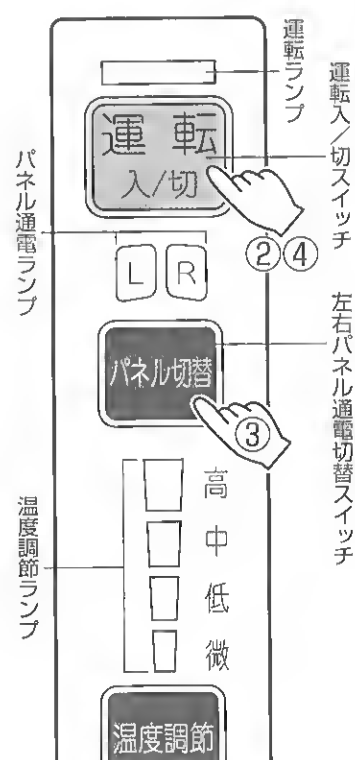 運転ランプ
運転入/切スイッチ
運転
入/切
②④
パネル通電ランプ
L R
左右パネル通電切替スイッチ
パネル切替
③
高
中
低
微
温度調節ランプ
温度調節